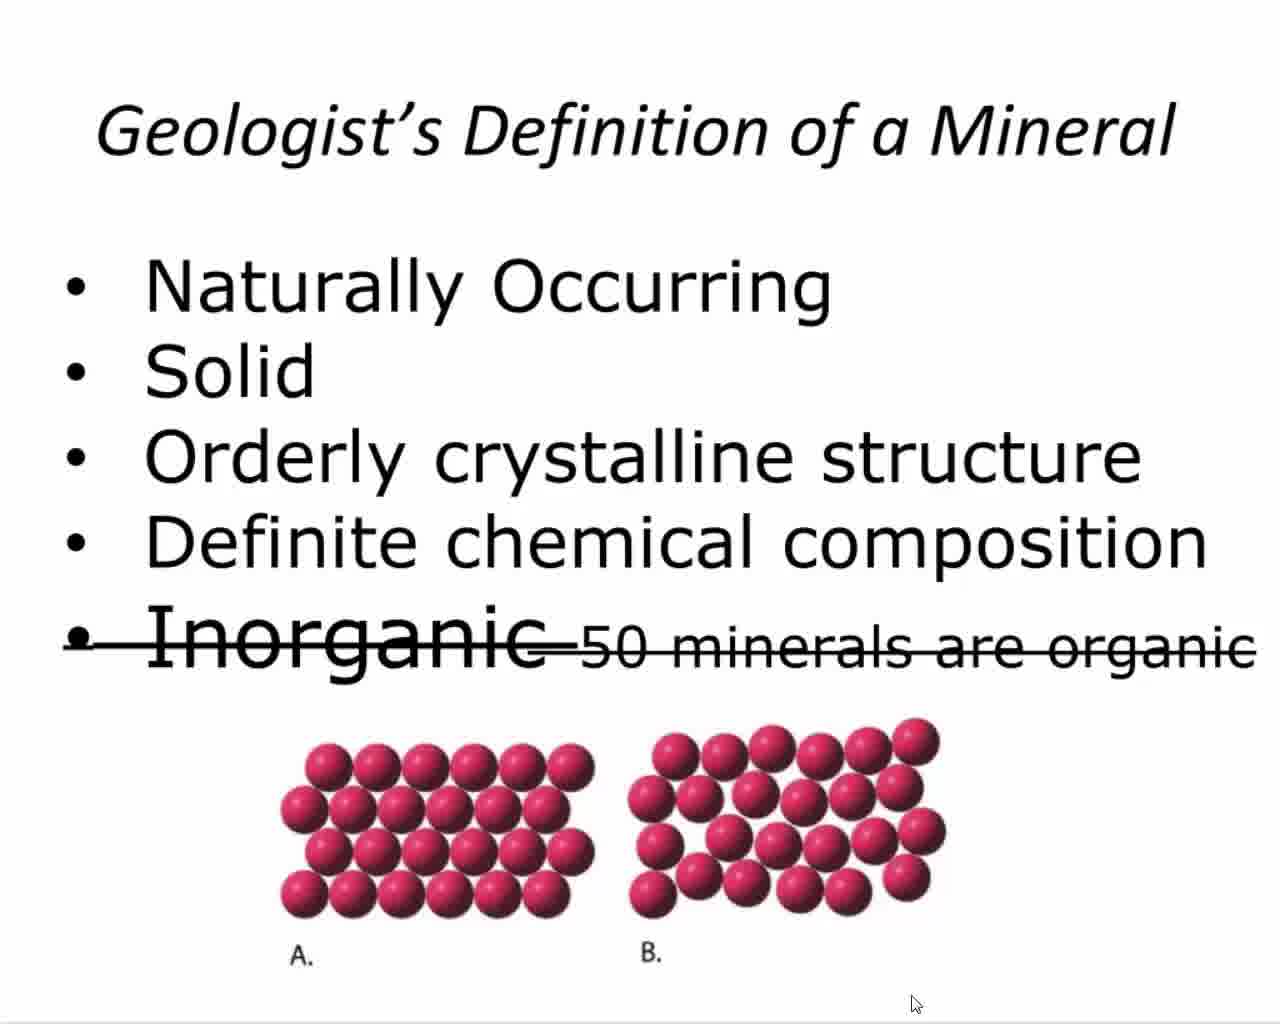 Geologist’s Definition of a Mineral
• Naturally Occurring
• Solid
• Orderly crystalline structure
• Definite chemical composition
• Inorganic – 50 minerals are organic
A.
B.